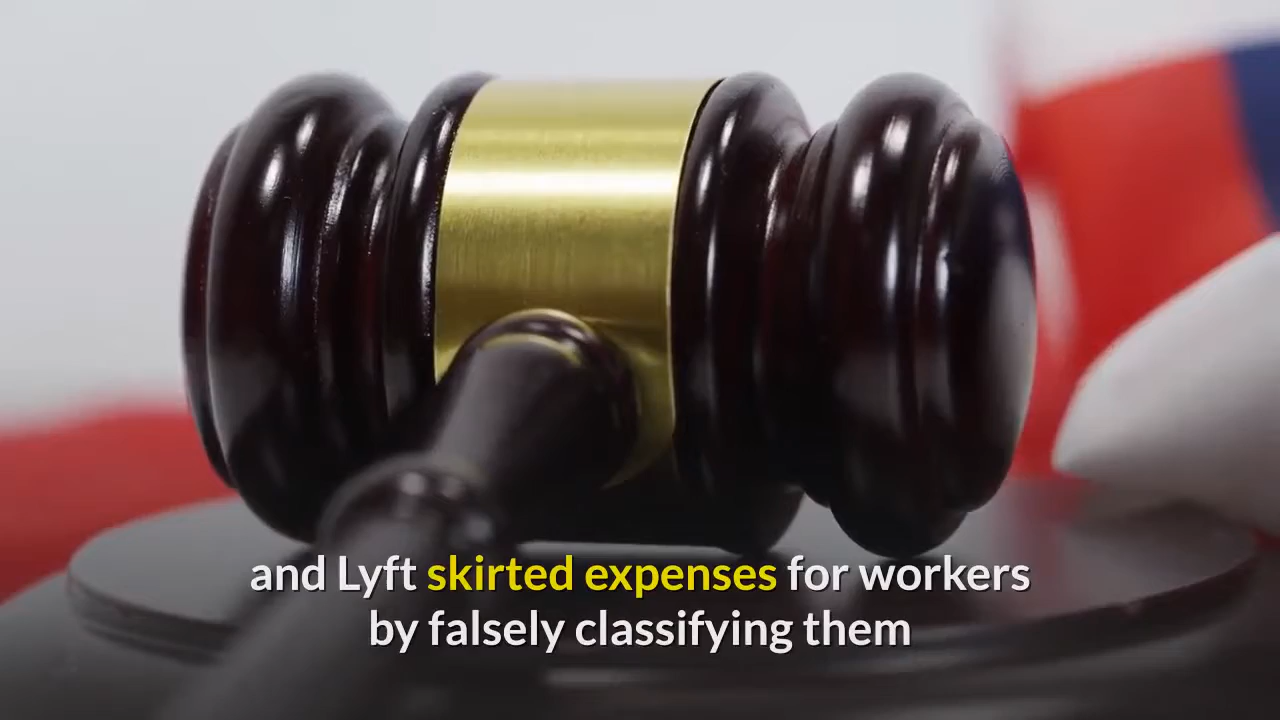 and Lyft skirted expenses for workers
by falsely classifying them